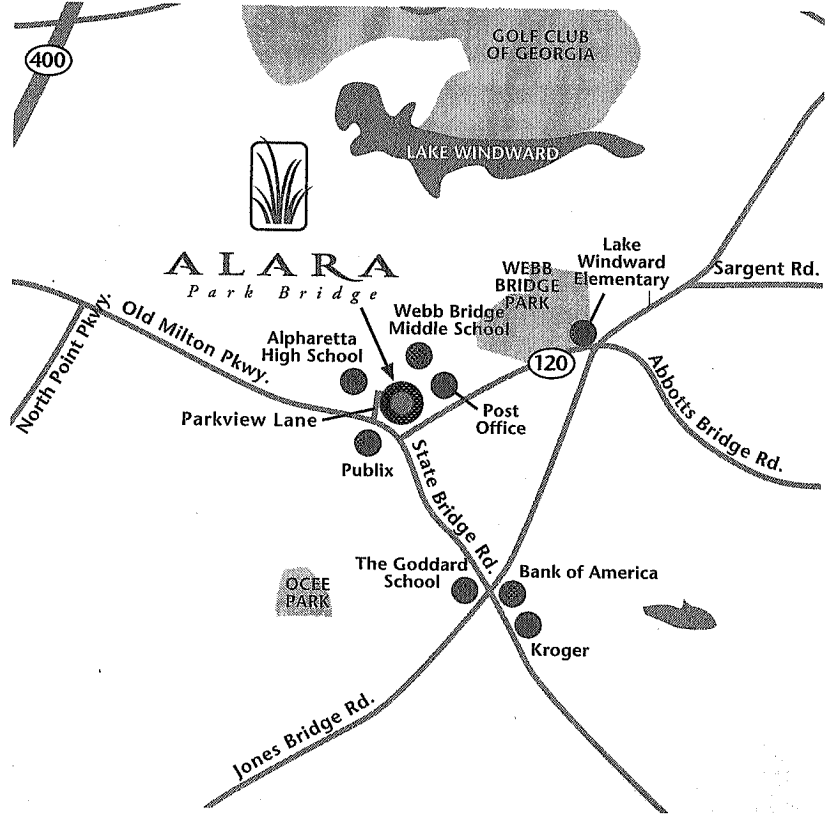 400
GOLF CLUB
OF GEORGIA
LAKE WINDWARD
ALARA
Park Bridge
WEBB
BRIDGE
PARK
Lake
Windward
Elementary
Sargent Rd.
North Point Pkwy.
Old Milton Pkwy.
Alpharetta
High School
Webb Bridge
Middle School
120
Abbotts Bridge Rd.
Parkview Lane
Post
Office
Publix
State Bridge Rd.
OCEE
PARK
The Goddard
School
Bank of America
Kroger
Jones Bridge Rd.